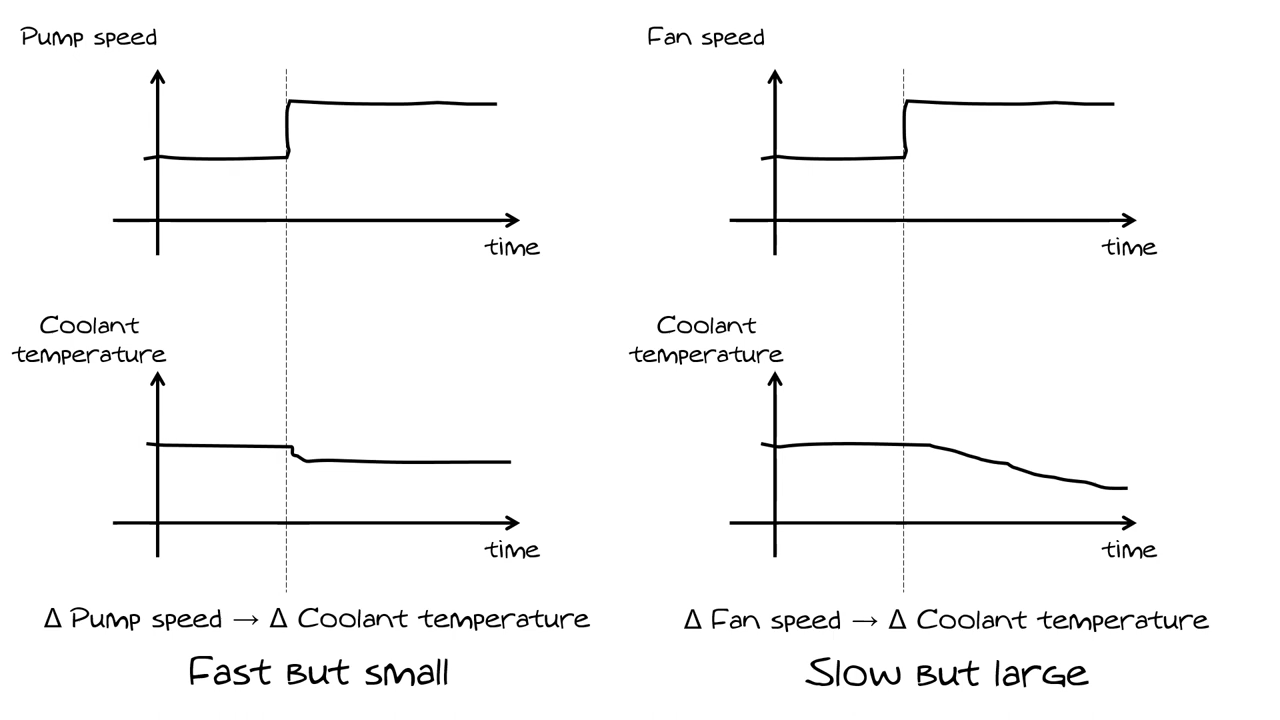 Pump speed
time
Coolant
temperature
time
Δ Pump speed → Δ Coolant temperature
Fast but small
Fan speed
time
Coolant
temperature
time
Δ Fan speed → Δ Coolant temperature
Slow but large